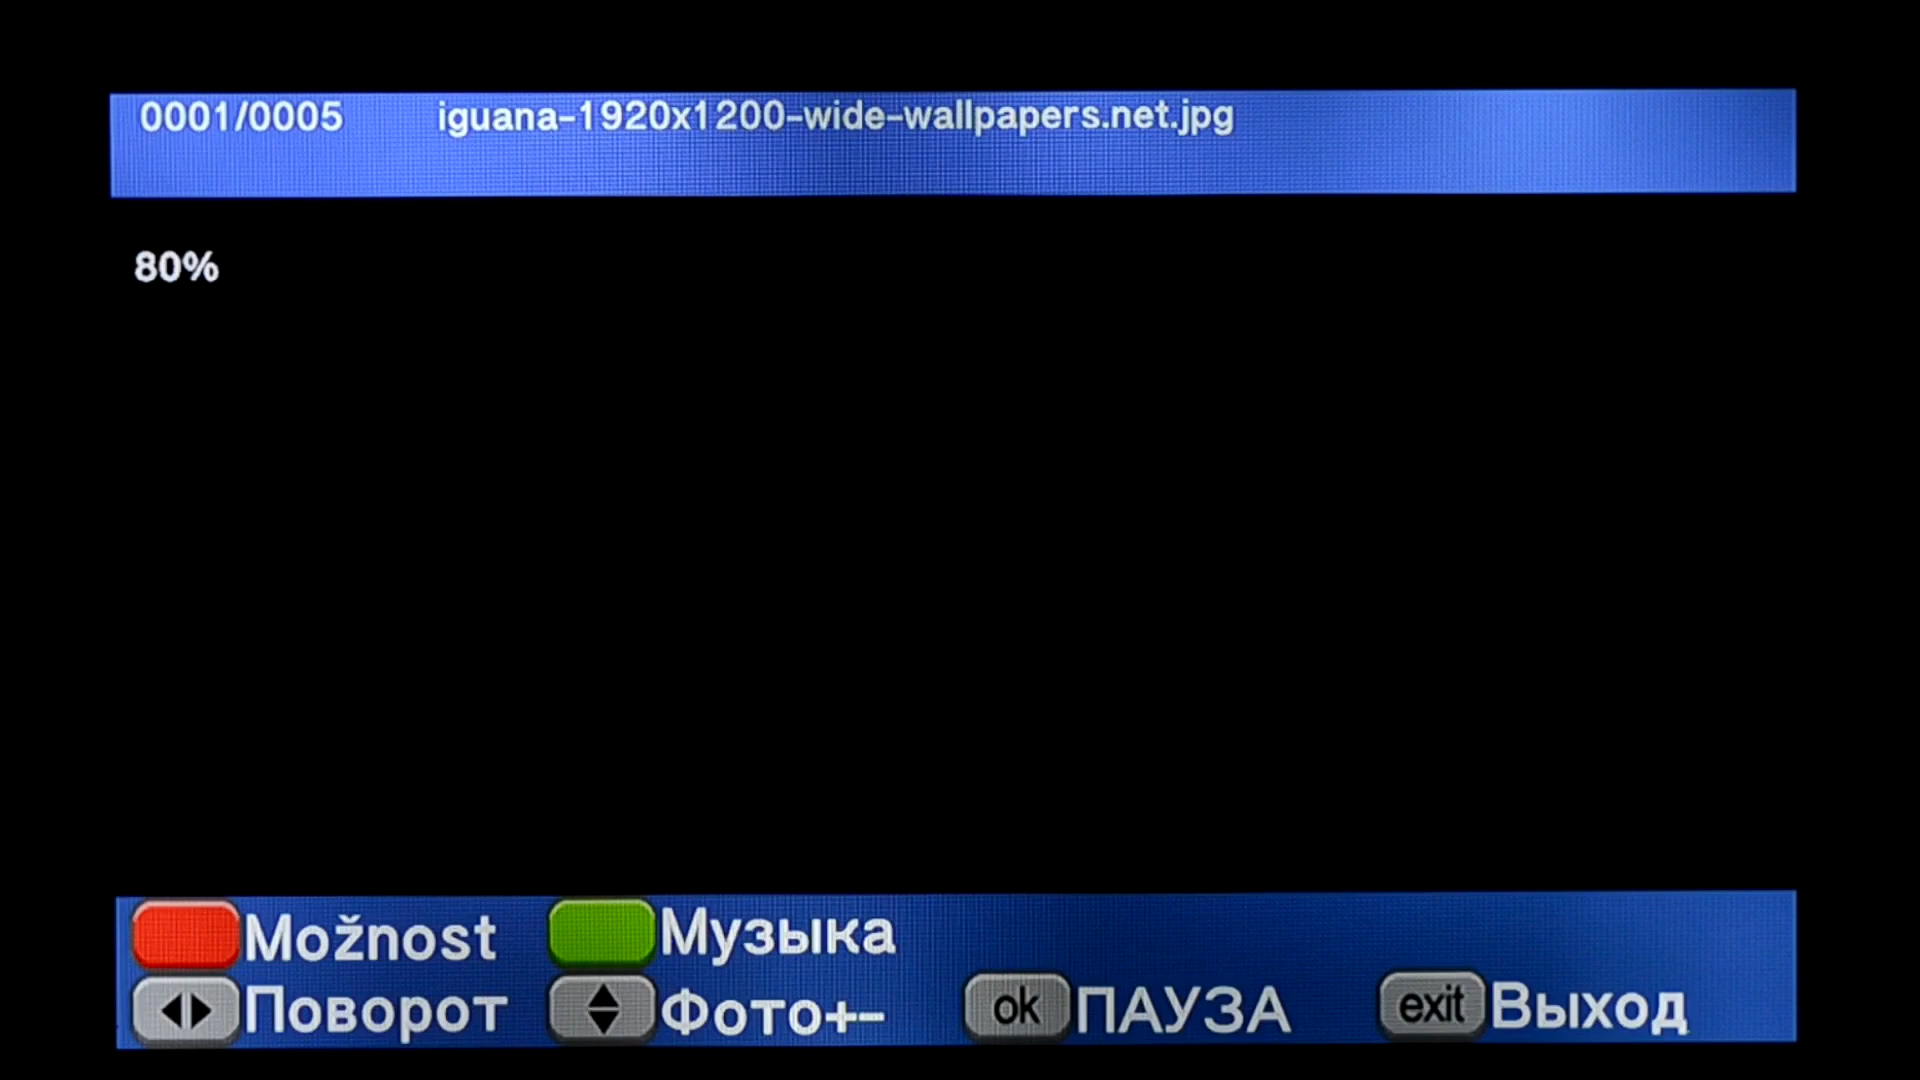 0001/0005 iguana-1920x1200-wide-wallpapers.net.jpg
80%
Možnost Музыка
Поворот Фото+- ok ПАУЗА exit Выход